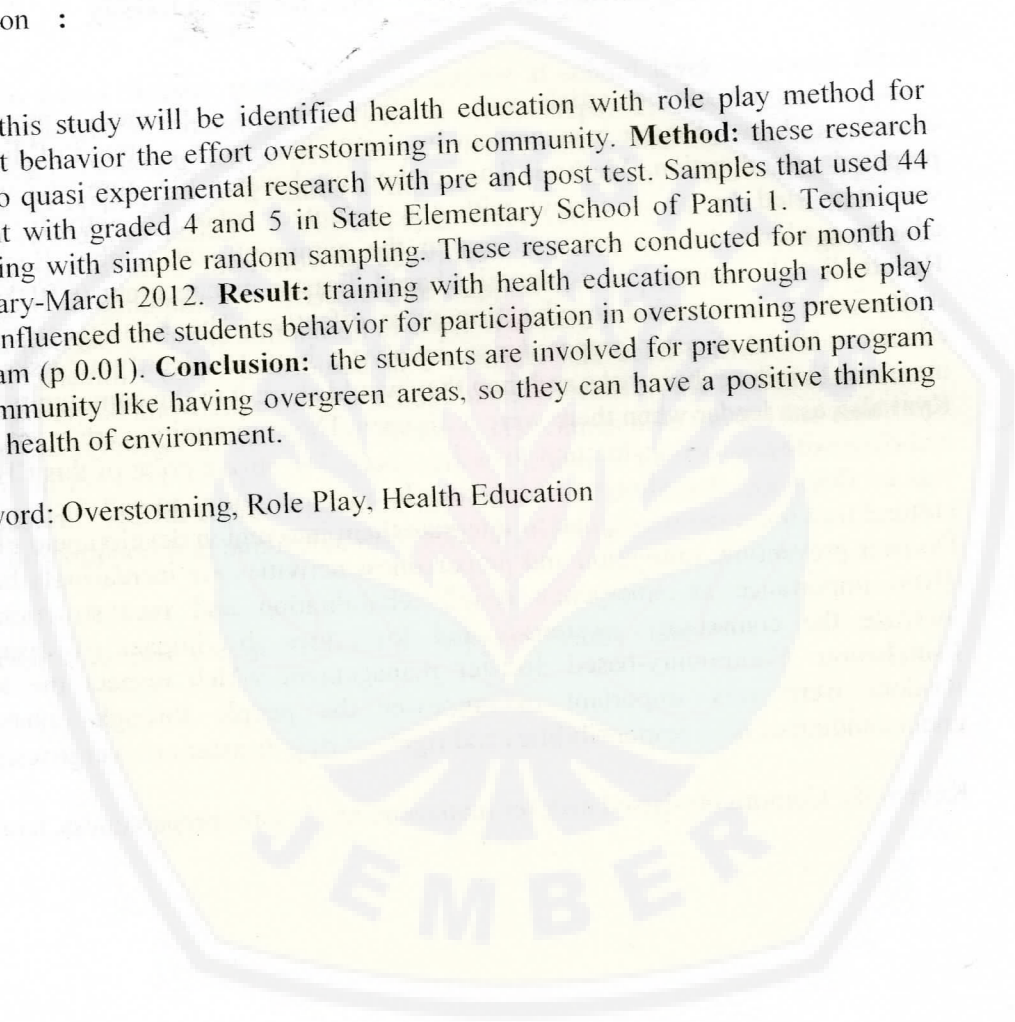 on :
this study will be identified health education with role play method for
t behavior the effort overstorming in community. Method: these research
o quasi experimental research with pre and post test. Samples that used 44
t with graded 4 and 5 in State Elementary School of Panti 1. Technique
ing with simple random sampling. These research conducted for month of
ary-March 2012. Result: training with health education through role play
nfluenced the students behavior for participation in overstorming prevention
am (p 0.01). Conclusion: the students are involved for prevention program
mmunity like having overgreen areas, so they can have a positive thinking
health of environment.
ord: Overstorming, Role Play, Health Education
JEMBER